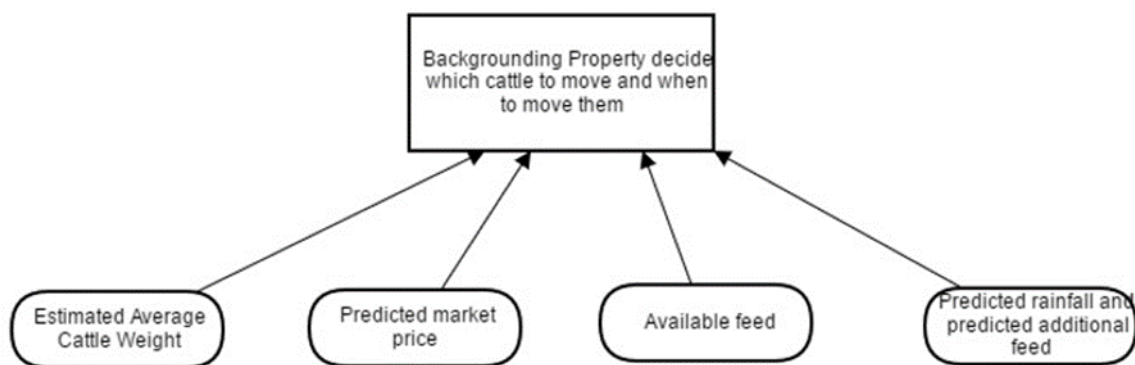 Backgrounding Property decide
which cattle to move and when
to move them
Estimated Average
Cattle Weight
Predicted market
price
Available feed
Predicted rainfall and
predicted additional
feed